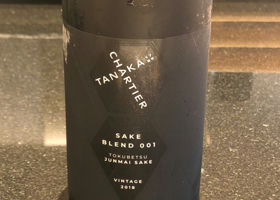 TANAKA
CHARTIER
SAKE
BLEND 001
TOKUBETSU
JUNMAI SAKE
VINTAGE
2018